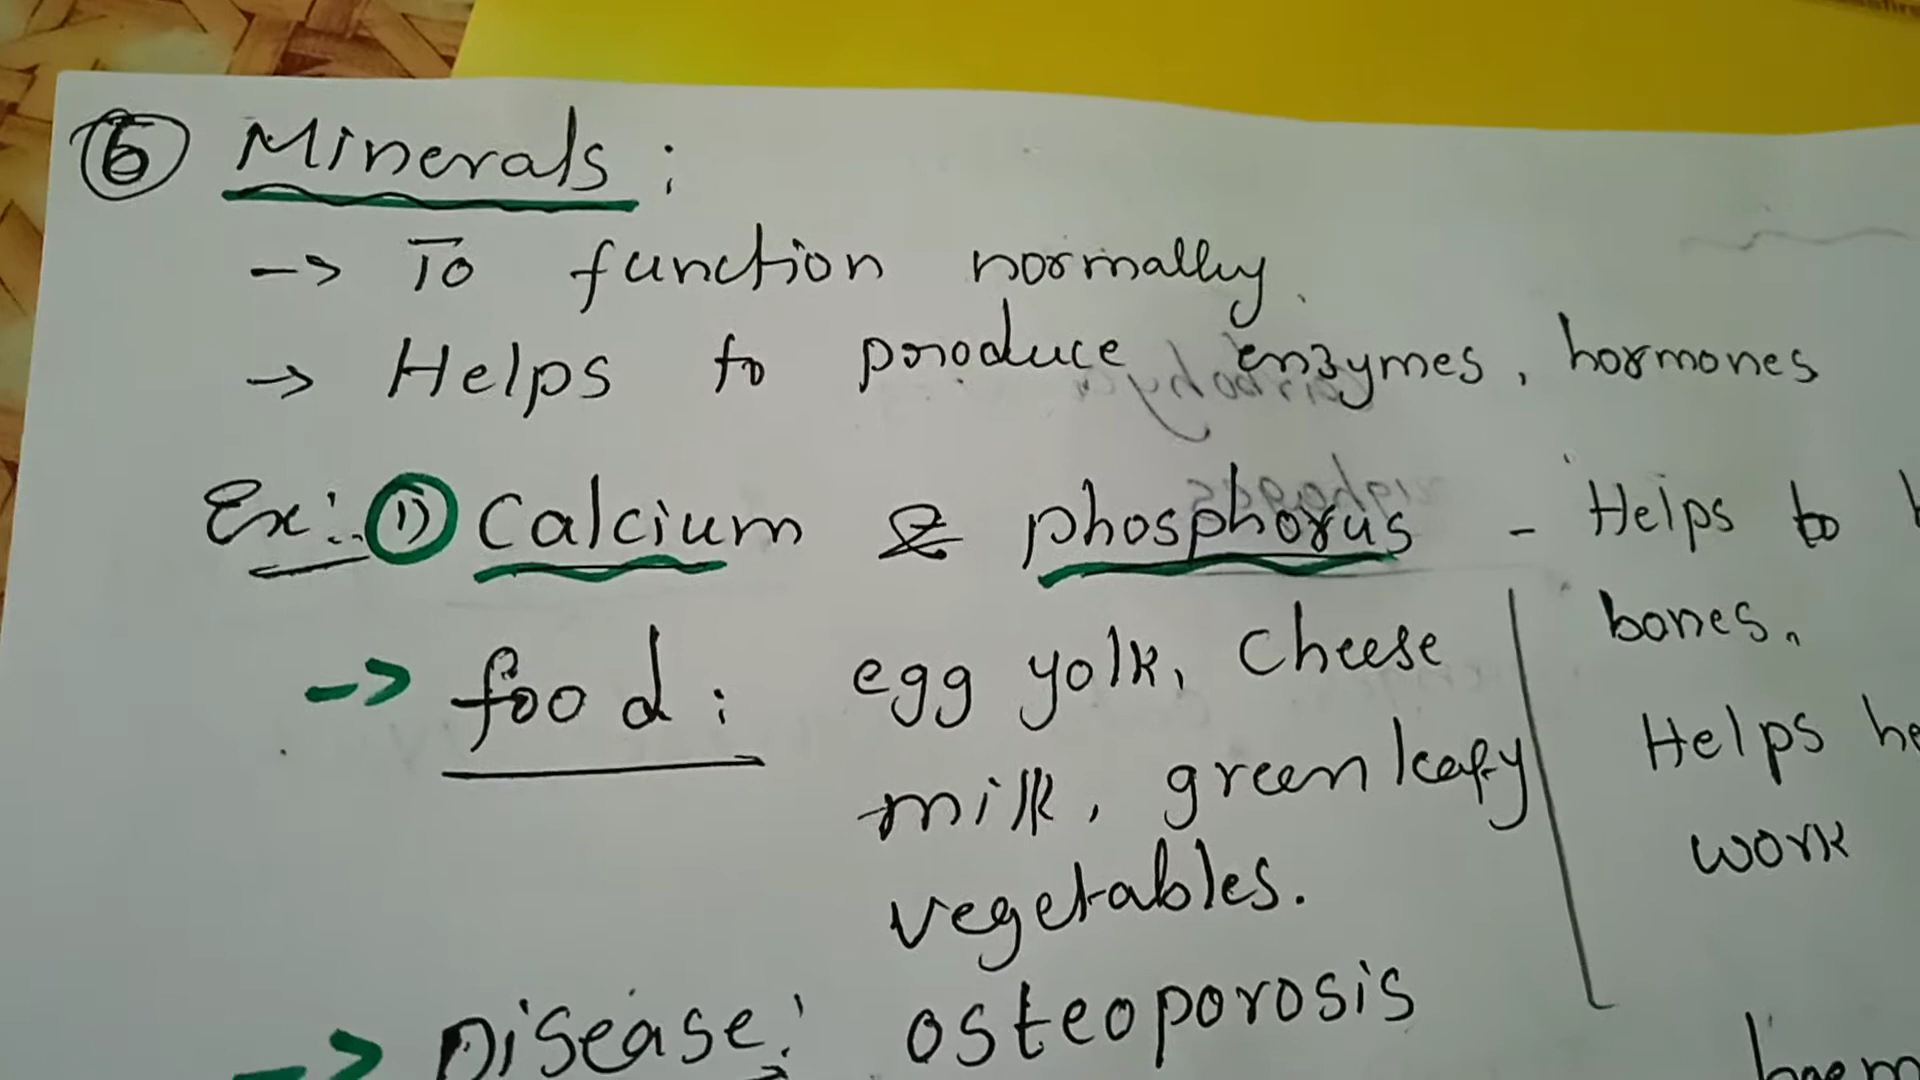 6 Minerals :
-> To function normally.
-> Helps to produce enzymes, hormones
Ex: 1) Calcium & phosphorus - Helps to
bones.
-> food : egg yolk, cheese
milk, green leafy
vegetables.
Helps
work
-> Disease: osteoporosis